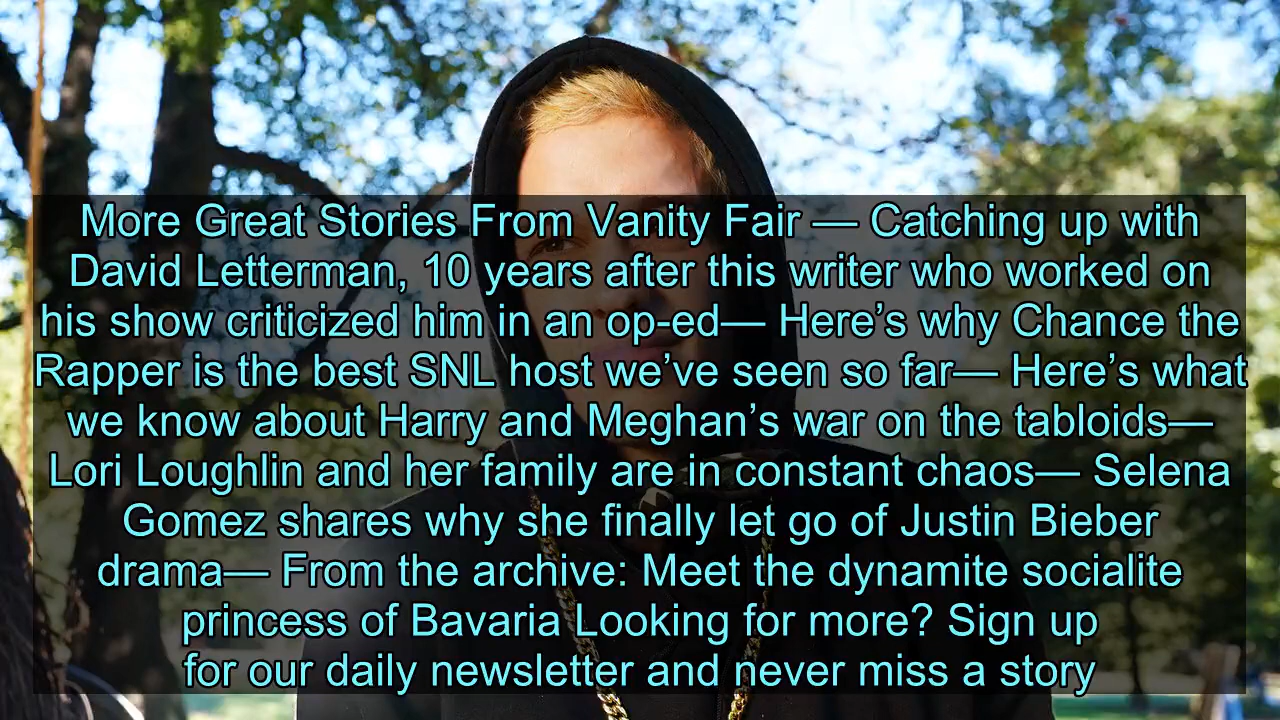 More Great Stories From Vanity Fair — Catching up with
David Letterman, 10 years after this writer who worked on
his show criticized him in an op-ed— Here’s why Chance the
Rapper is the best SNL host we’ve seen so far— Here’s what
we know about Harry and Meghan’s war on the tabloids—
Lori Loughlin and her family are in constant chaos— Selena
Gomez shares why she finally let go of Justin Bieber
drama— From the archive: Meet the dynamite socialite
princess of Bavaria Looking for more? Sign up
for our daily newsletter and never miss a story